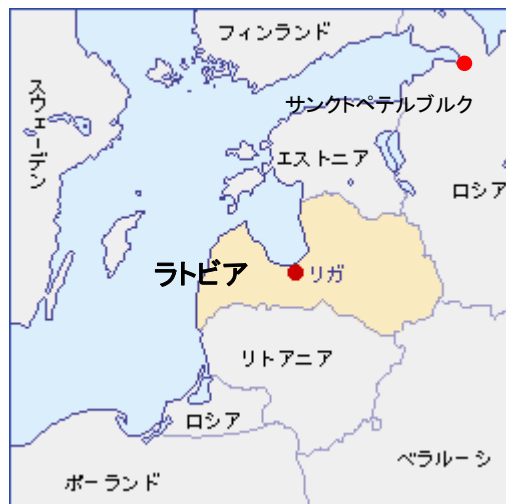 フィンランド
スウェーデン
サンクトペテルブルク
エストニア
ロシア
ラトビア
リガ
リトアニア
ロシア
ベラルーシ
ポーランド